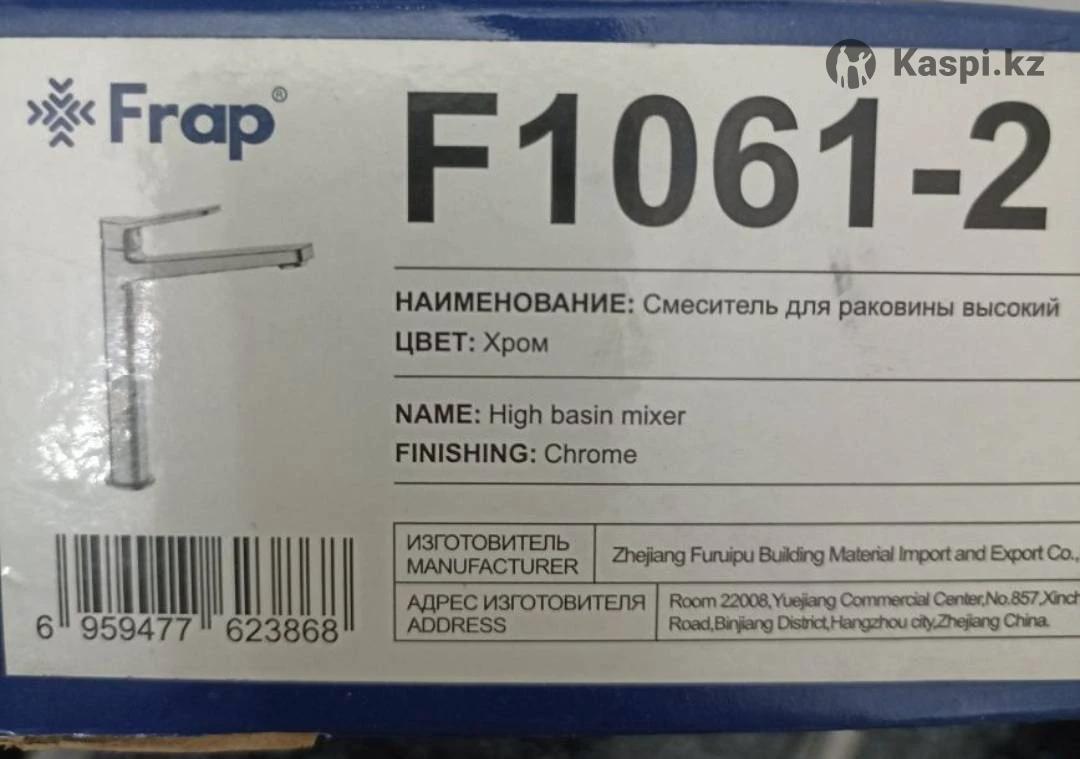 Kaspi.kz
Frap®
F1061-2
НАИМЕНОВАНИЕ: Смеситель для раковины высокий
ЦВЕТ: Хром
NAME: High basin mixer
FINISHING: Chrome
ИЗГОТОВИТЕЛЬ
MANUFACTURER
Zhejiang Furuipu Building Material Import and Export Co.,
АДРЕС ИЗГОТОВИТЕЛЯ
ADDRESS
Room 22008,Yuejiang Commercial Center,No.857,Xinch
Road,Binjiang District,Hangzhou city,Zhejiang China.
6 959477 623868